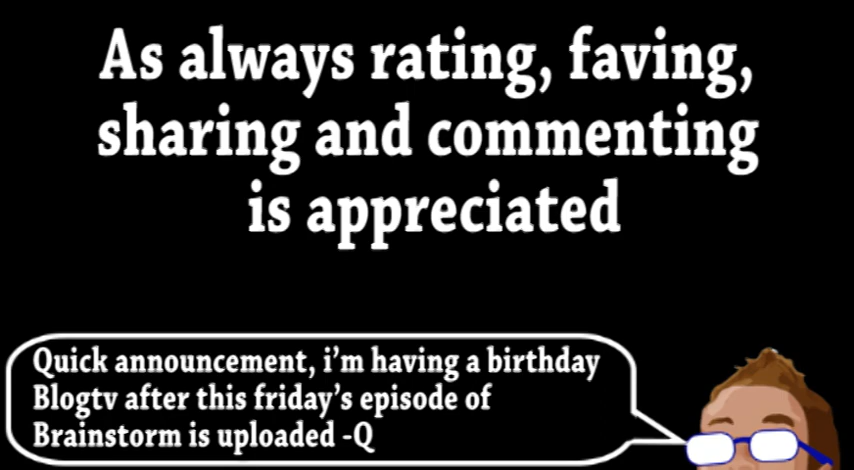 As always rating, faving,
sharing and commenting
is appreciated
Quick announcement, i'm having a birthday
Blogtv after this friday's episode of
Brainstorm is uploaded -Q